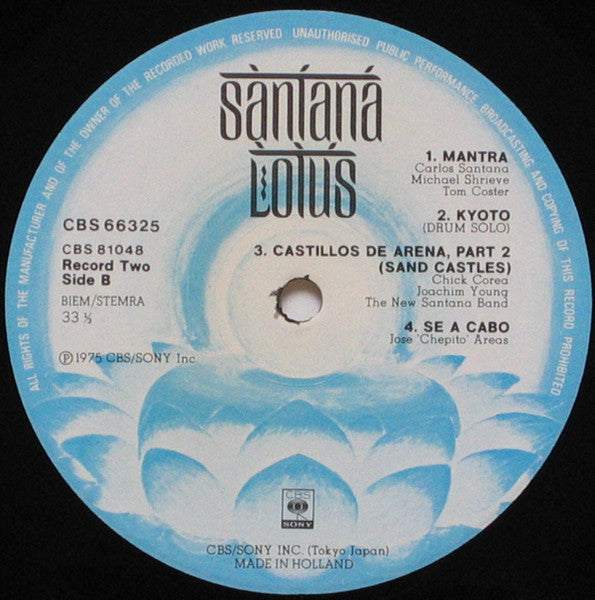 ALL RIGHTS OF THE MANUFACTURER AND OF THE OWNER OF THE RECORDED WORK RESERVED UNAUTHORISED PUBLIC PERFORMANCE BROADCASTING AND COPYING OF THIS RECORD PROHIBITED
Santana
Lotus
CBS 66325
CBS 81048
Record Two
Side B
BIEM/STEMRA
33 ⅓
Ⓟ 1975 CBS/SONY Inc.
1. MANTRA
Carlos Santana
Michael Shrieve
Tom Coster
2. KYOTO
(DRUM SOLO)
3. CASTILLOS DE ARENA, PART 2
(SAND CASTLES)
Chick Corea
Joachim Young
The New Santana Band
4. SE A CABO
Jose 'Chepito' Areas
CBS
SONY
CBS/SONY INC. (Tokyo Japan)
MADE IN HOLLAND